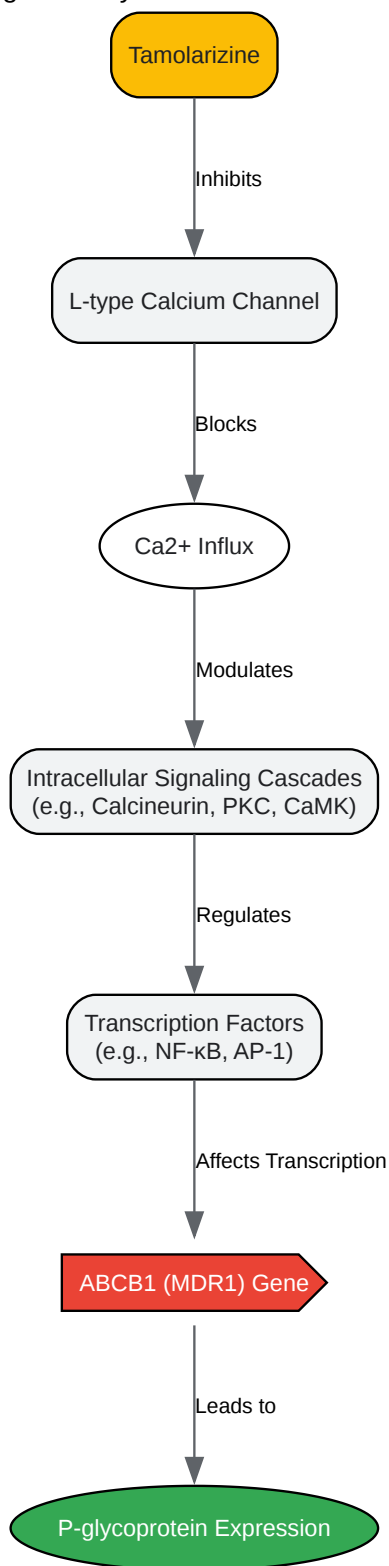 Tamolarizine
Inhibits
L-type Calcium Channel
Blocks
Ca2+ Influx
Modulates
Intracellular Signaling Cascades
(e.g., Calcineurin, PKC, CaMK)
Regulates
Transcription Factors
(e.g., NF-κB, AP-1)
Affects Transcription
ABCB1 (MDR1) Gene
Leads to
P-glycoprotein Expression